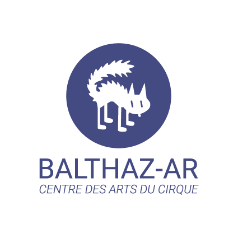 BALTHAZ-AR
CENTRE DES ARTS DU CIRQUE